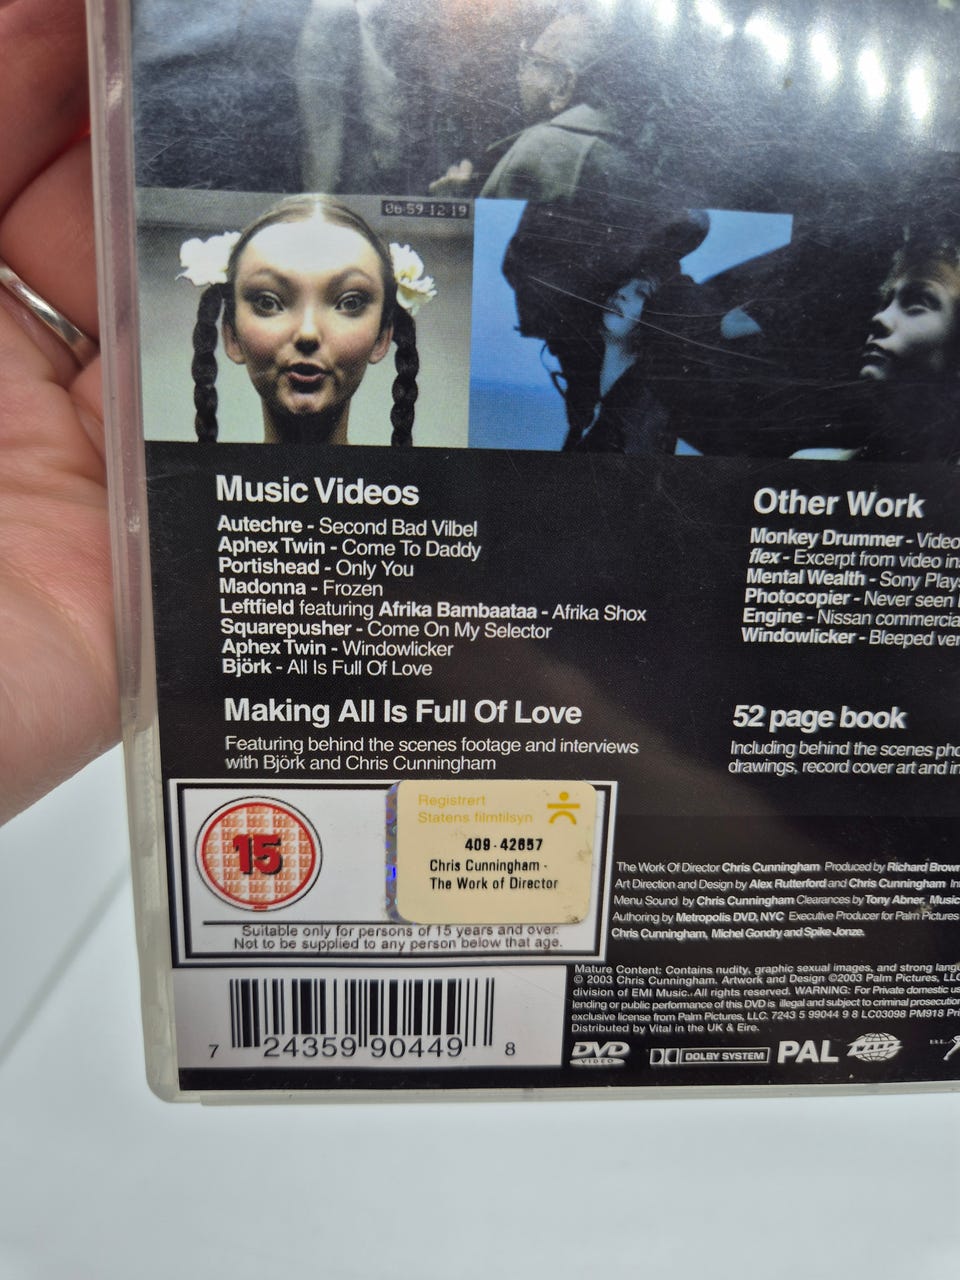 06 59 12 19
Music Videos
Autechre - Second Bad Vilbel
Aphex Twin - Come To Daddy
Portishead - Only You
Madonna - Frozen
Leftfield featuring Afrika Bambaataa - Afrika Shox
Squarepusher - Come On My Selector
Aphex Twin - Windowlicker
Björk - All Is Full Of Love
Making All Is Full Of Love
Featuring behind the scenes footage and interviews
with Björk and Chris Cunningham
Other Work
Monkey Drummer - Video
flex - Excerpt from video
Mental Wealth - Sony
Photocopier - Never seen
Engine - Nissan
Windowlicker - Bleeped
52 page book
Including behind the scenes
drawings, record cover art and
15
Suitable only for persons of 15 years and over.
Not to be supplied to any person below that age.
Registrert
Statens filmtilsyn
409-42657
Chris Cunningham -
The Work of Director
7 24359 90449 8
The Work Of Director Chris Cunningham Produced by Richard Brown
Art Direction and Design by Alex Rutterford and Chris Cunningham
Menu Sound by Chris Cunningham Clearances by Tony Abner, Music
Authoring by Metropolis DVD, NYC Executive Producer for Palm Pictures
Chris Cunningham, Michel Gondry and Spike Jonze.
Mature Content: Contains nudity, graphic sexual images, and strong
© 2003 Chris Cunningham. Artwork and Design ©2003 Palm Pictures, LLC
division of EMI Music. All rights reserved. WARNING: For Private domestic
lending or public performance of this DVD is illegal and subject to criminal
exclusive license from Palm Pictures, LLC. 7243 5 99044 9 8 LC03098 PM918
Distributed by Vital in the UK & Eire.
DVD VIDEO
DOLBY SYSTEM
PAL
WARP